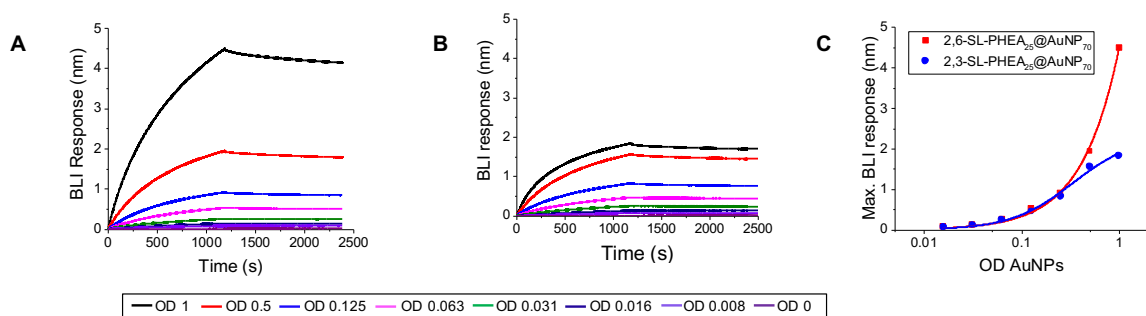 A
BLI Response (nm)
5
4
3
2
1
0
0 500 1000 1500 2000 2500
Time (s)
B
BLI response (nm)
5
4
3
2
1
0
0 500 1000 1500 2000 2500
Time (s)
C
Max. BLI response (nm)
5
4
3
2
1
0
2,6-SL-PHEA25@AuNP70
2,3-SL-PHEA25@AuNP70
0.01 0.1 1
OD AuNPs
OD 1 OD 0.5 OD 0.125 OD 0.063 OD 0.031 OD 0.016 OD 0.008 OD 0